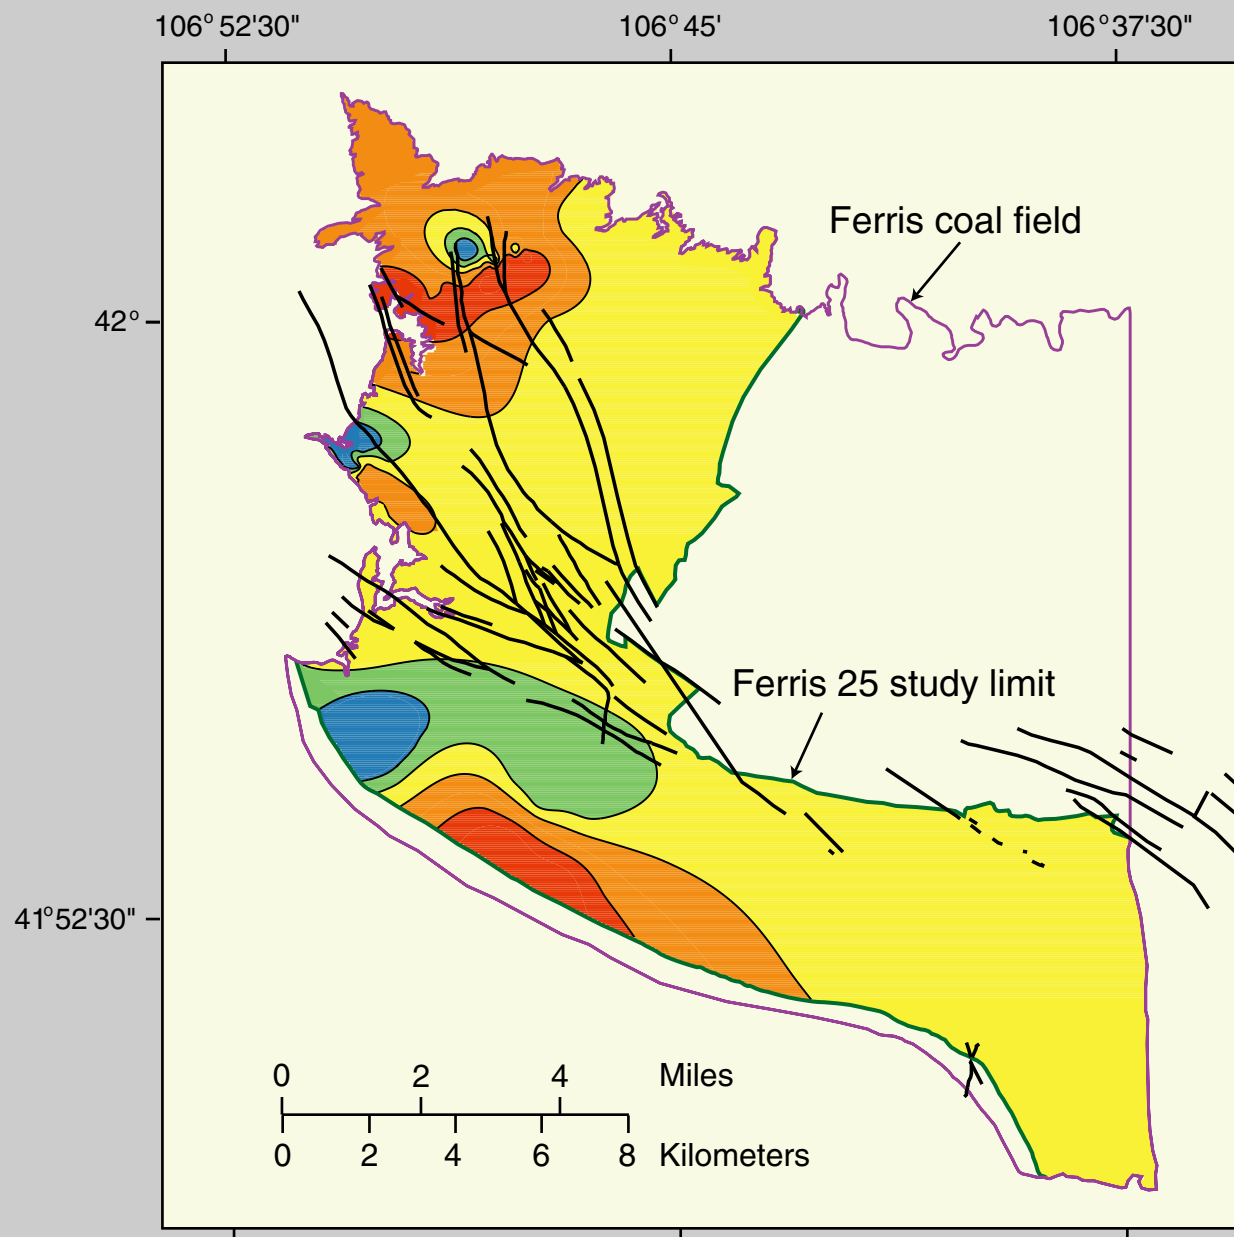 106°52'30" 106°45' 106°37'30"
Ferris coal field
42°
Ferris 25 study limit
41°52'30"
0 2 4 Miles
0 2 4 6 8 Kilometers